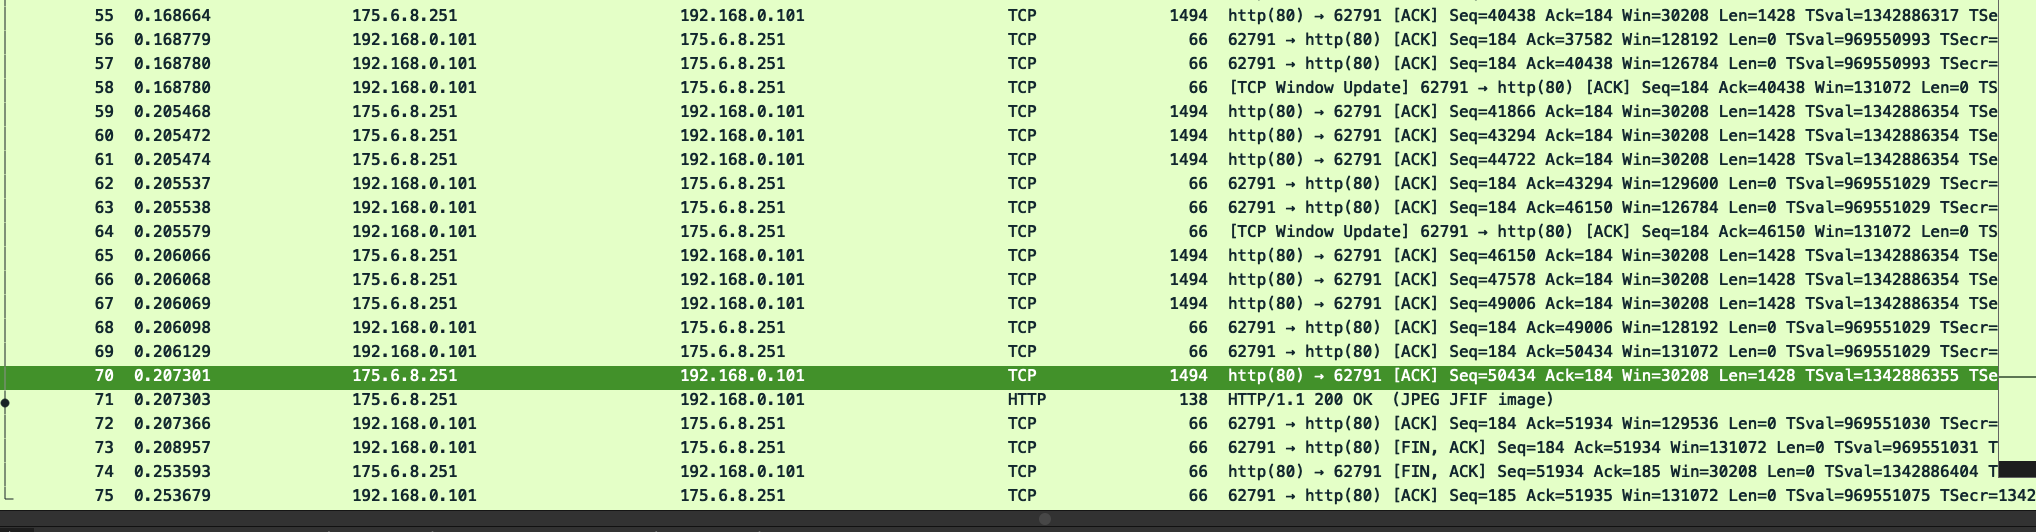 55 0.168664 175.6.8.251 192.168.0.101 TCP 1494 http(80) → 62791 [ACK] Seq=40438 Ack=184 Win=30208 Len=1428 TSval=1342886317 TSe
56 0.168779 192.168.0.101 175.6.8.251 TCP 66 62791 → http(80) [ACK] Seq=184 Ack=37582 Win=128192 Len=0 TSval=969550993 TSecr=
57 0.168780 192.168.0.101 175.6.8.251 TCP 66 62791 → http(80) [ACK] Seq=184 Ack=40438 Win=126784 Len=0 TSval=969550993 TSecr=
58 0.168780 192.168.0.101 175.6.8.251 TCP 66 [TCP Window Update] 62791 → http(80) [ACK] Seq=184 Ack=40438 Win=131072 Len=0 TS
59 0.205468 175.6.8.251 192.168.0.101 TCP 1494 http(80) → 62791 [ACK] Seq=41866 Ack=184 Win=30208 Len=1428 TSval=1342886354 TSe
60 0.205472 175.6.8.251 192.168.0.101 TCP 1494 http(80) → 62791 [ACK] Seq=43294 Ack=184 Win=30208 Len=1428 TSval=1342886354 TSe
61 0.205474 175.6.8.251 192.168.0.101 TCP 1494 http(80) → 62791 [ACK] Seq=44722 Ack=184 Win=30208 Len=1428 TSval=1342886354 TSe
62 0.205537 192.168.0.101 175.6.8.251 TCP 66 62791 → http(80) [ACK] Seq=184 Ack=43294 Win=129600 Len=0 TSval=969551029 TSecr=
63 0.205538 192.168.0.101 175.6.8.251 TCP 66 62791 → http(80) [ACK] Seq=184 Ack=46150 Win=126784 Len=0 TSval=969551029 TSecr=
64 0.205579 192.168.0.101 175.6.8.251 TCP 66 [TCP Window Update] 62791 → http(80) [ACK] Seq=184 Ack=46150 Win=131072 Len=0 TS
65 0.206066 175.6.8.251 192.168.0.101 TCP 1494 http(80) → 62791 [ACK] Seq=46150 Ack=184 Win=30208 Len=1428 TSval=1342886354 TSe
66 0.206068 175.6.8.251 192.168.0.101 TCP 1494 http(80) → 62791 [ACK] Seq=47578 Ack=184 Win=30208 Len=1428 TSval=1342886354 TSe
67 0.206069 175.6.8.251 192.168.0.101 TCP 1494 http(80) → 62791 [ACK] Seq=49006 Ack=184 Win=30208 Len=1428 TSval=1342886354 TSe
68 0.206098 192.168.0.101 175.6.8.251 TCP 66 62791 → http(80) [ACK] Seq=184 Ack=49006 Win=128192 Len=0 TSval=969551029 TSecr=
69 0.206129 192.168.0.101 175.6.8.251 TCP 66 62791 → http(80) [ACK] Seq=184 Ack=50434 Win=131072 Len=0 TSval=969551029 TSecr=
70 0.207301 175.6.8.251 192.168.0.101 TCP 1494 http(80) → 62791 [ACK] Seq=50434 Ack=184 Win=30208 Len=1428 TSval=1342886355 TSe
71 0.207303 175.6.8.251 192.168.0.101 HTTP 138 HTTP/1.1 200 OK (JPEG JFIF image)
72 0.207366 192.168.0.101 175.6.8.251 TCP 66 62791 → http(80) [ACK] Seq=184 Ack=51934 Win=129536 Len=0 TSval=969551030 TSecr=
73 0.208957 192.168.0.101 175.6.8.251 TCP 66 62791 → http(80) [FIN, ACK] Seq=184 Ack=51934 Win=131072 Len=0 TSval=969551031 T
74 0.253593 175.6.8.251 192.168.0.101 TCP 66 http(80) → 62791 [FIN, ACK] Seq=51934 Ack=185 Win=30208 Len=0 TSval=1342886404 T
75 0.253679 192.168.0.101 175.6.8.251 TCP 66 62791 → http(80) [ACK] Seq=185 Ack=51935 Win=131072 Len=0 TSval=969551075 TSecr=1342